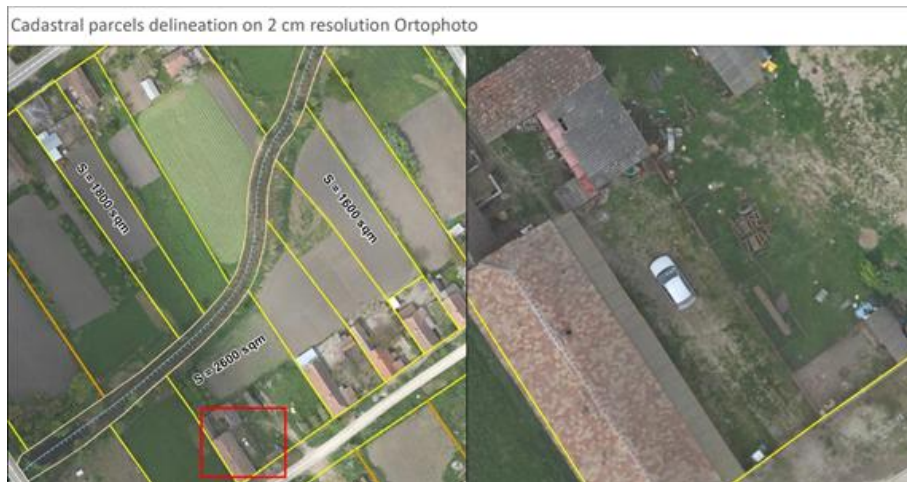 Cadastral parcels delineation on 2 cm resolution Ortophoto
S = 1800 sqm
S = 1600 sqm
S = 2600 sqm